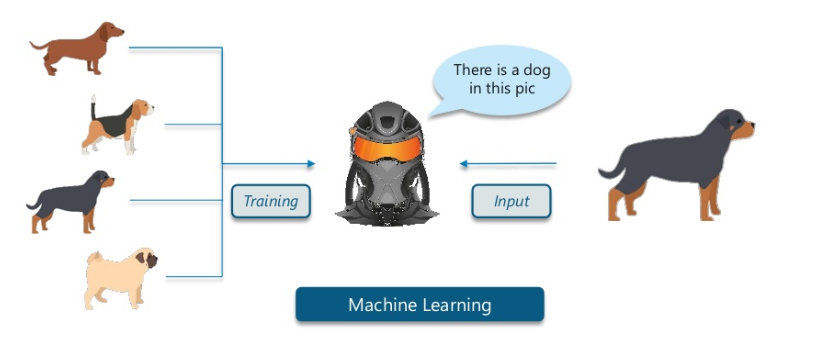 There is a dog
in this pic
Training
Input
Machine Learning